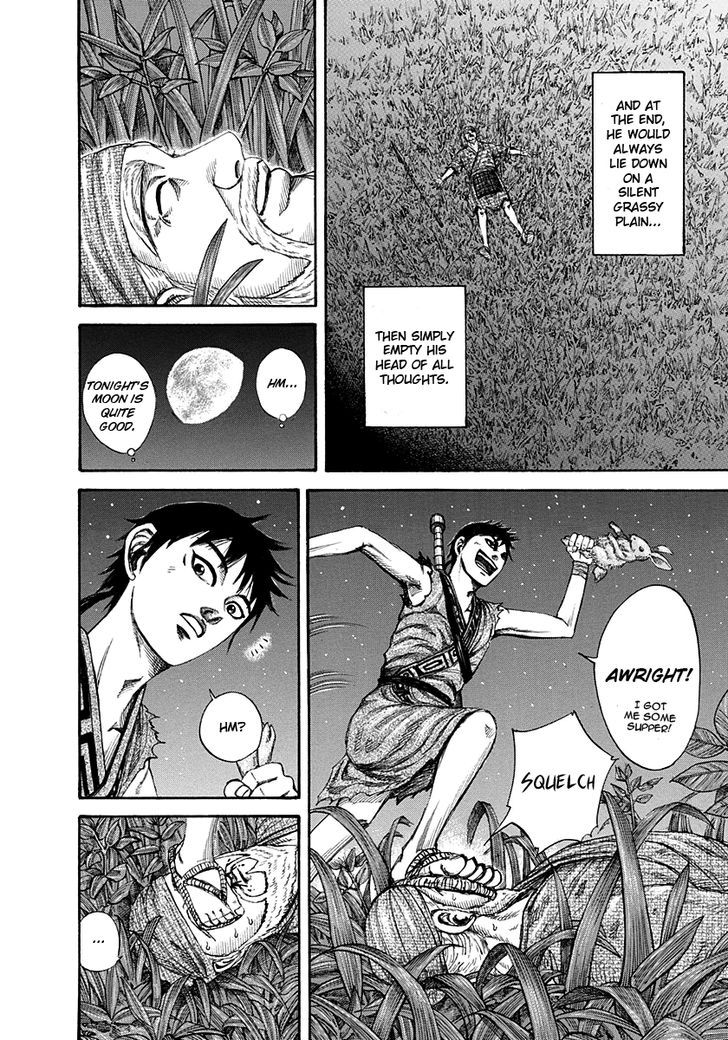 AND AT
THE END,
HE WOULD
ALWAYS
LIE DOWN
ON A
SILENT
GRASSY
PLAIN...
THEN SIMPLY
EMPTY HIS
HEAD OF ALL
THOUGHTS.
HM...
TONIGHT'S
MOON IS
QUITE
GOOD.
AWRIGHT!
I GOT
ME SOME
SUPPER!
SQUELCH
HM?
...